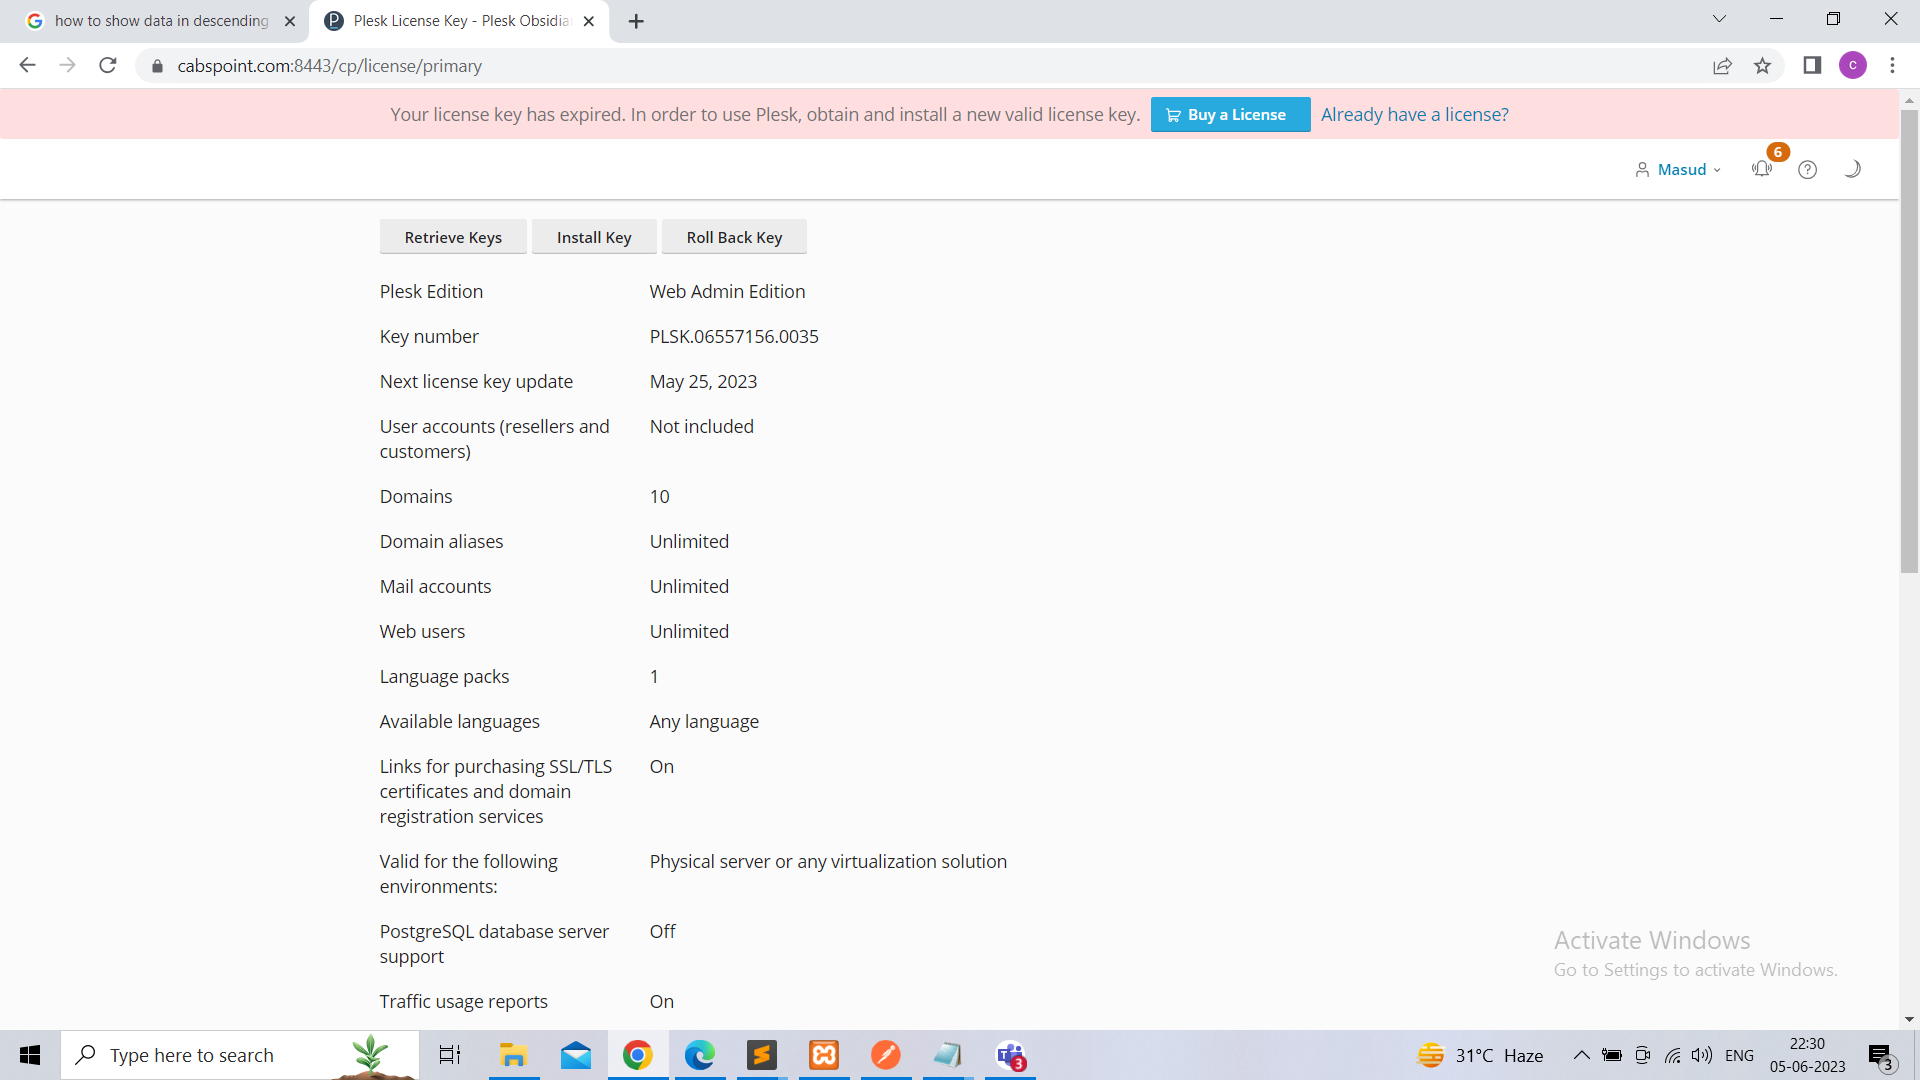 how to show data in descending
Plesk License Key - Plesk Obsidia
cabspoint.com:8443/cp/license/primary
C
Your license key has expired. In order to use Plesk, obtain and install a new valid license key. Buy a License Already have a license?
Masud
6
Retrieve Keys Install Key Roll Back Key
Plesk Edition Web Admin Edition
Key number PLSK.06557156.0035
Next license key update May 25, 2023
User accounts (resellers and Not included
customers)
Domains 10
Domain aliases Unlimited
Mail accounts Unlimited
Web users Unlimited
Language packs 1
Available languages Any language
Links for purchasing SSL/TLS On
certificates and domain
registration services
Valid for the following Physical server or any virtualization solution
environments:
PostgreSQL database server Off
support
Traffic usage reports On
Activate Windows
Go to Settings to activate Windows.
Type here to search
3
31°C Haze
ENG
22:30
05-06-2023
3